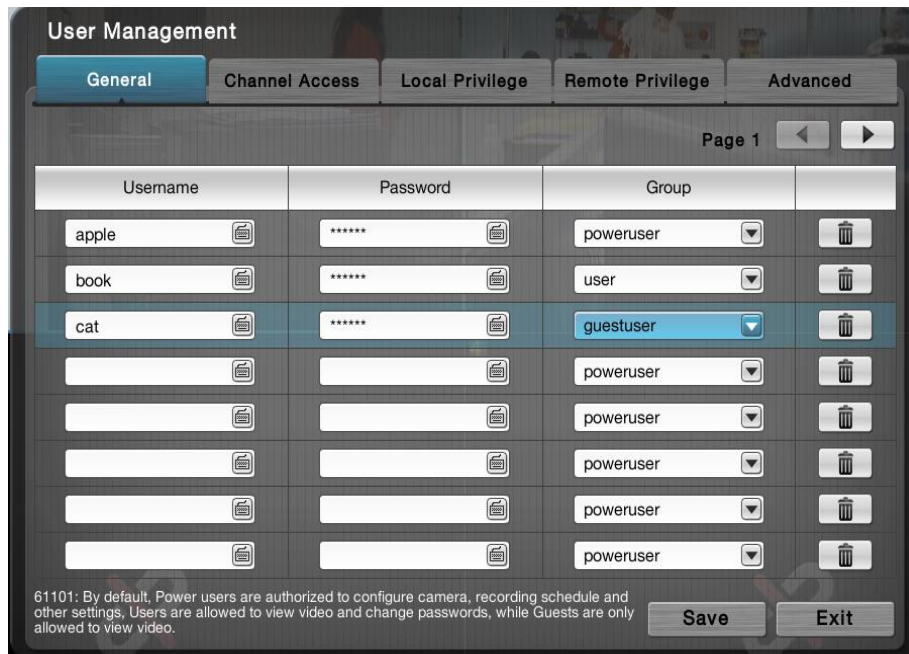 User Management
General Channel Access Local Privilege Remote Privilege Advanced
Page 1
Username Password Group
apple ****** poweruser
book ****** user
cat ****** guestuser
poweruser
poweruser
poweruser
poweruser
poweruser
61101: By default, Power users are authorized to configure camera, recording schedule and
other settings, Users are allowed to view video and change passwords, while Guests are only
allowed to view video.
Save Exit